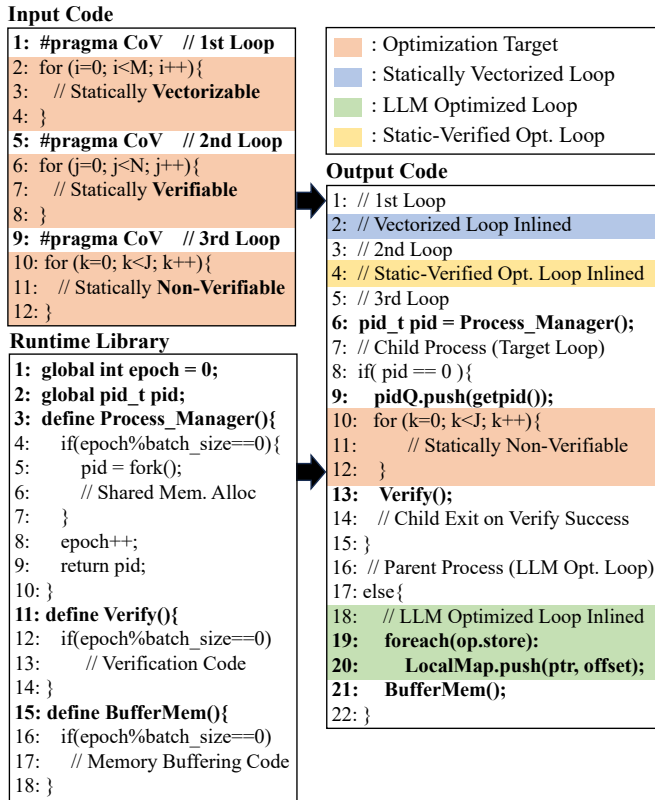 Input Code
1: #pragma CoV // 1st Loop
2: for (i=0; i<M; i++){
3: // Statically Vectorizable
4: }
5: #pragma CoV // 2nd Loop
6: for (j=0; j<N; j++){
7: // Statically Verifiable
8: }
9: #pragma CoV // 3rd Loop
10: for (k=0; k<J; k++){
11: // Statically Non-Verifiable
12: }
Runtime Library
1: global int epoch = 0;
2: global pid_t pid;
3: define Process_Manager(){
4: if(epoch%batch_size==0){
5: pid = fork();
6: // Shared Mem. Alloc
7: }
8: epoch++;
9: return pid;
10: }
11: define Verify(){
12: if(epoch%batch_size==0)
13: // Verification Code
14: }
15: define BufferMem(){
16: if(epoch%batch_size==0)
17: // Memory Buffering Code
18: }
: Optimization Target
: Statically Vectorized Loop
: LLM Optimized Loop
: Static-Verified Opt. Loop
Output Code
1: // 1st Loop
2: // Vectorized Loop Inlined
3: // 2nd Loop
4: // Static-Verified Opt. Loop Inlined
5: // 3rd Loop
6: pid_t pid = Process_Manager();
7: // Child Process (Target Loop)
8: if( pid == 0 ){
9: pidQ.push(getpid());
10: for (k=0; k<J; k++){
11: // Statically Non-Verifiable
12: }
13: Verify();
14: // Child Exit on Verify Success
15: }
16: // Parent Process (LLM Opt. Loop)
17: else{
18: // LLM Optimized Loop Inlined
19: foreach(op.store):
20: LocalMap.push(ptr, offset);
21: BufferMem();
22: }